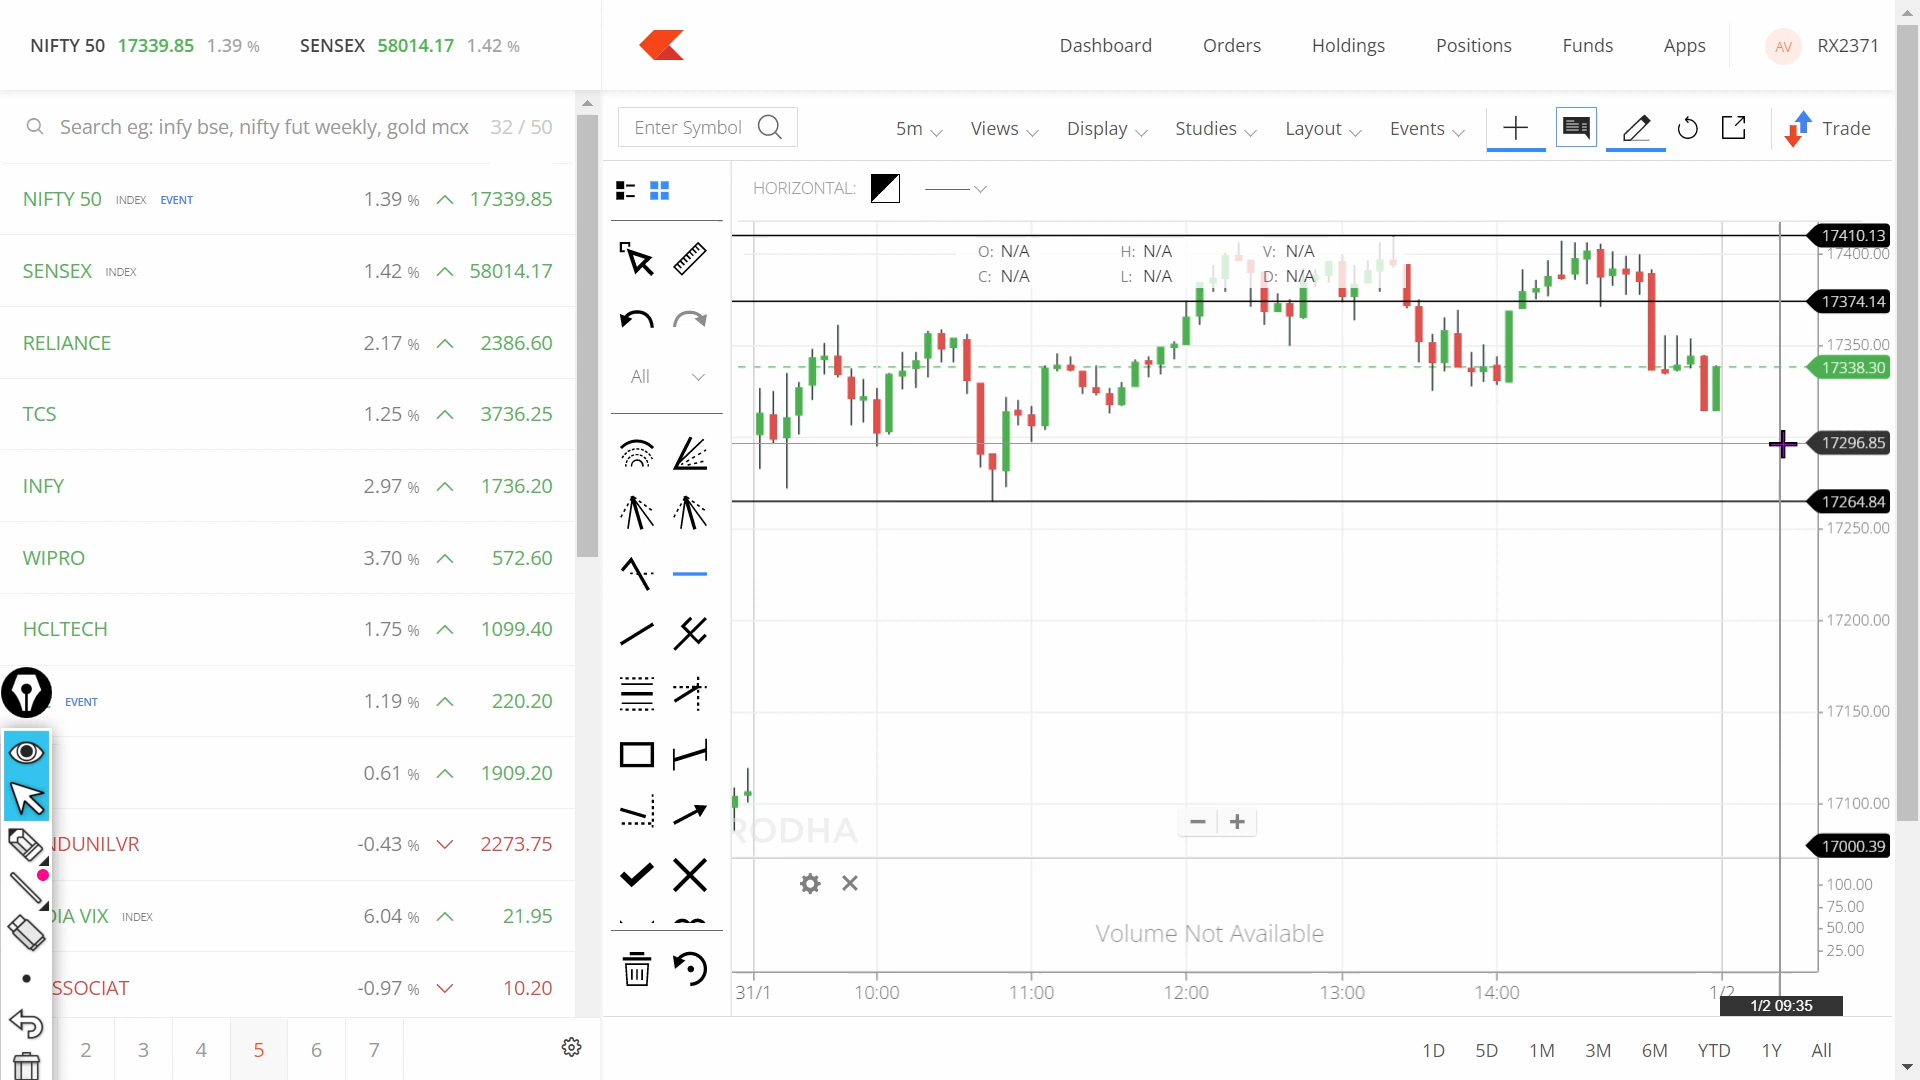 NIFTY 50 17339.85 1.39 % SENSEX 58014.17 1.42 %
Dashboard Orders Holdings Positions Funds Apps AV RX2371
Search eg: infy bse, nifty fut weekly, gold mcx 32 / 50
Enter Symbol 5m Views Display Studies Layout Events Trade
HORIZONTAL:
NIFTY 50 INDEX EVENT 1.39 % 17339.85
SENSEX INDEX 1.42 % 58014.17
RELIANCE 2.17 % 2386.60
TCS 1.25 % 3736.25
INFY 2.97 % 1736.20
WIPRO 3.70 % 572.60
HCLTECH 1.75 % 1099.40
EVENT 1.19 % 220.20
0.61 % 1909.20
NDUNILVR -0.43 % 2273.75
DIA VIX INDEX 6.04 % 21.95
SSOCIAT -0.97 % 10.20
2 3 4 5 6 7
All
O: N/A H: N/A V: N/A
C: N/A L: N/A D: N/A
17410.13
17400.00
17374.14
17350.00
17338.30
17296.85
17264.84
17250.00
17200.00
17150.00
17100.00
17000.39
RODHA
Volume Not Available
100.00
75.00
50.00
25.00
31/1 10:00 11:00 12:00 13:00 14:00 1/2
1/2 09:35
1D 5D 1M 3M 6M YTD 1Y All